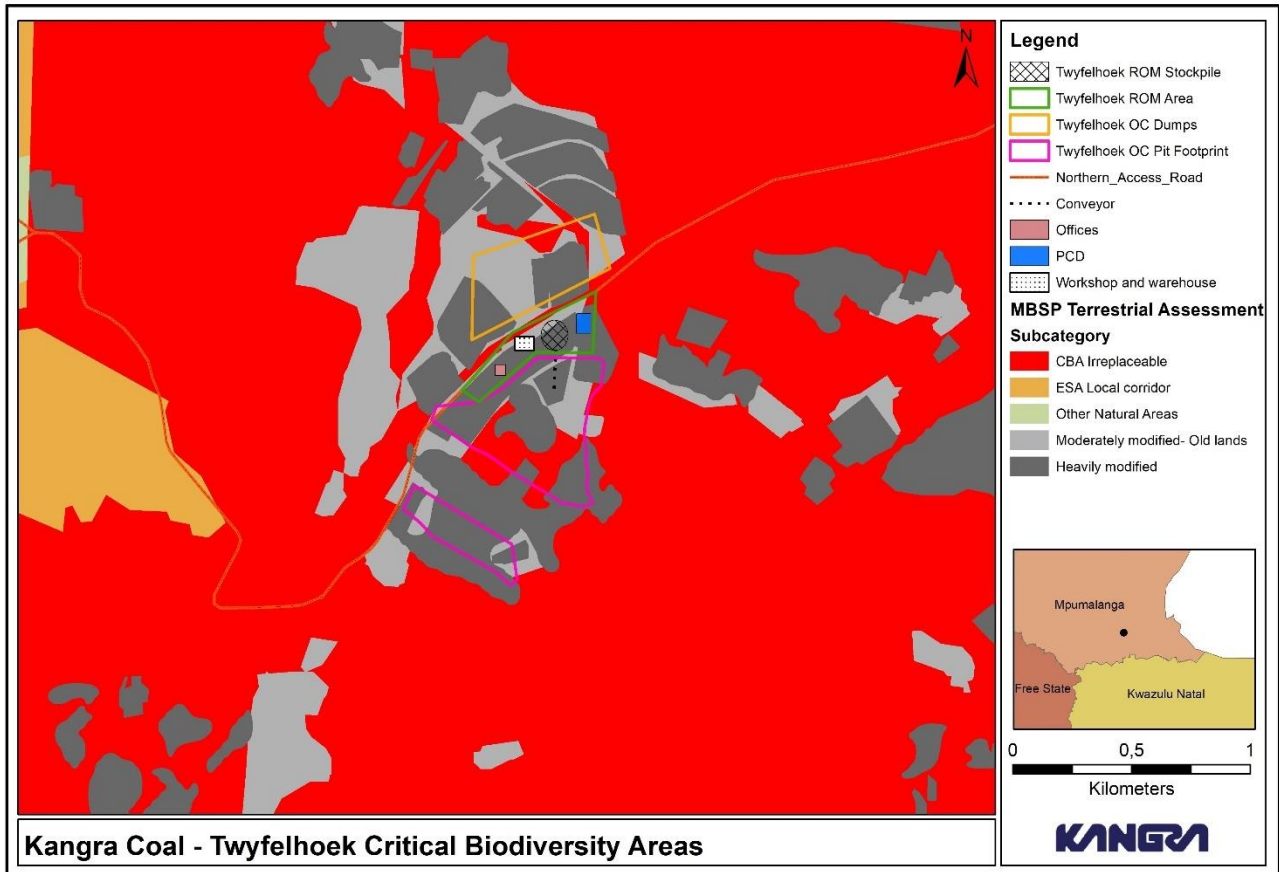 N
Legend
Twyfelhoek ROM Stockpile
Twyfelhoek ROM Area
Twyfelhoek OC Dumps
Twyfelhoek OC Pit Footprint
Northern_Access_Road
Conveyor
Offices
PCD
Workshop and warehouse
MBSP Terrestrial Assessment
Subcategory
CBA Irreplaceable
ESA Local corridor
Other Natural Areas
Moderately modified- Old lands
Heavily modified
Mpumalanga
Free State
Kwazulu Natal
0 0,5 1
Kilometers
KANGRA
Kangra Coal - Twyfelhoek Critical Biodiversity Areas